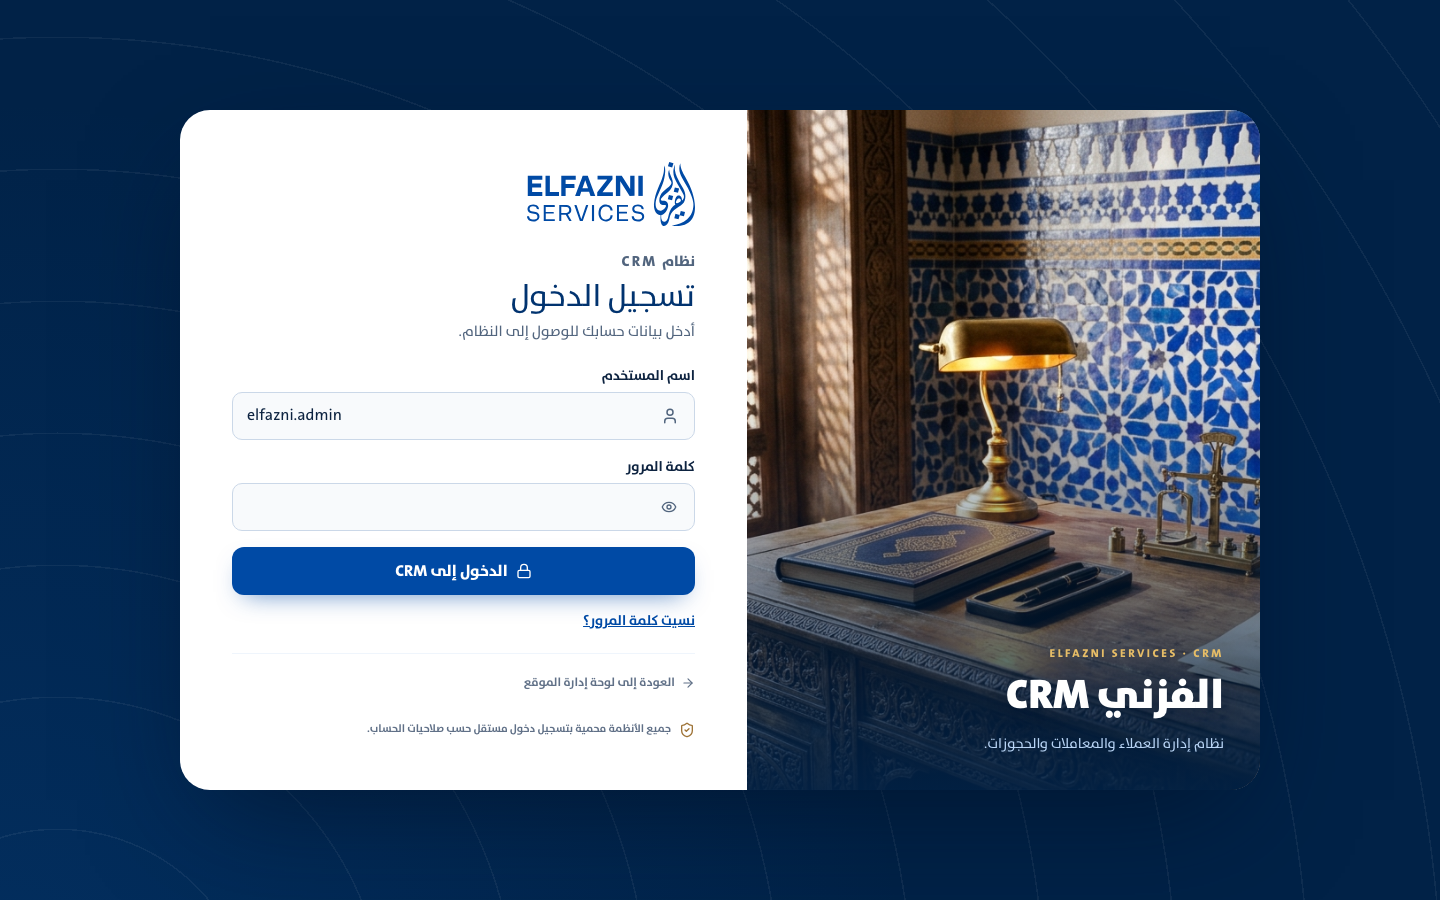 ELFAZNI
SERVICES
نظام CRM
تسجيل الدخول
أدخل بيانات حسابك للوصول إلى النظام.
اسم المستخدم
elfazni.admin
كلمة المرور
الدخول إلى CRM
نسيت كلمة المرور؟
العودة إلى لوحة إدارة الموقع
جميع الأنظمة محمية بتسجيل دخول مستقل حسب صلاحيات الحساب.
ELFAZNI SERVICES · CRM
الفزني CRM
نظام إدارة العملاء والمعاملات والحجوزات.